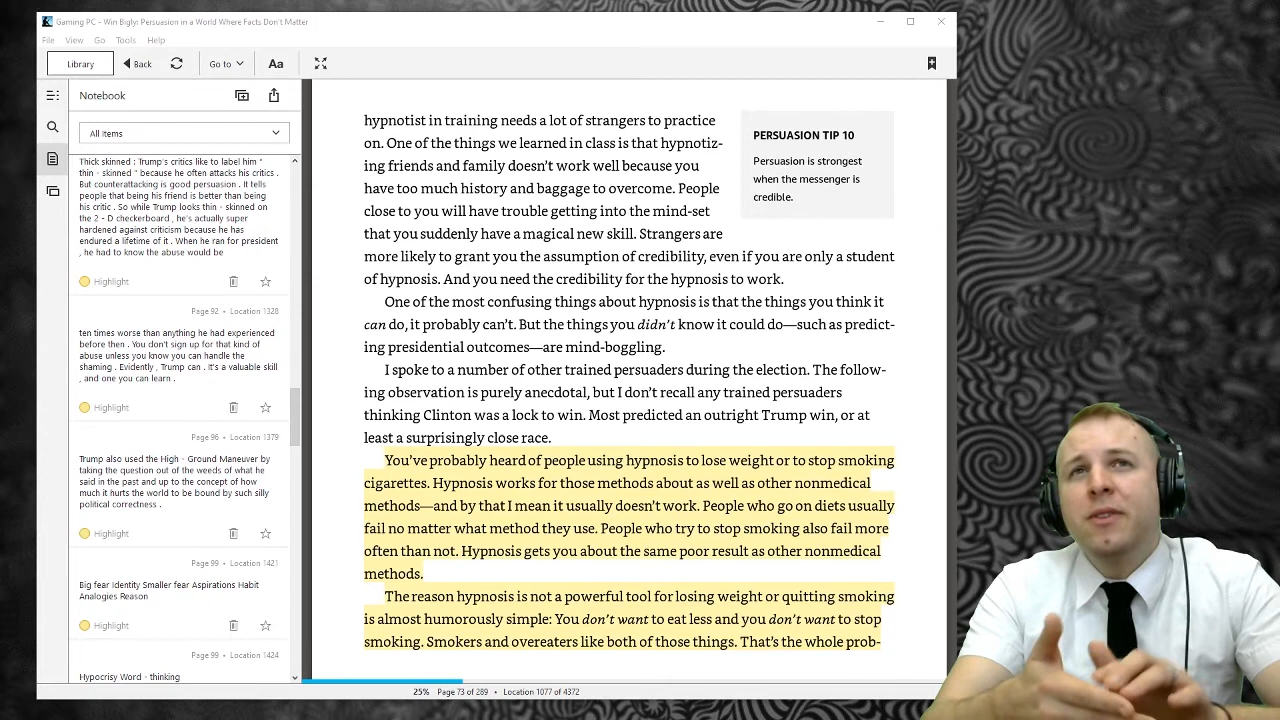 Gaming PC - Win Bigly: Persuasion in a World Where Facts Don't Matter
File View Go Tools Help
Library
Back
Go to
Aa
Notebook
All Items
Thick skinned : Trump's critics like to label him "
thin - skinned " because he often attacks his critics .
But counterattacking is good persuasion . It tells
people that being his friend is better than being
his critic . So while Trump looks thin - skinned on
the 2 - D checkerboard , he's actually super
hardened against criticism because he has
endured a lifetime of it . When he ran for president
, he had to know the abuse would be
Highlight
Page 92 • Location 1328
ten times worse than anything he had experienced
before then . You don't sign up for that kind of
abuse unless you know you can handle the
shaming . Evidently , Trump can . It's a valuable skill
, and one you can learn .
Highlight
Page 96 • Location 1379
Trump also used the High - Ground Maneuver by
taking the question out of the weeds of what he
said in the past and up to the concept of how
much it hurts the world to be bound by such silly
political correctness .
Highlight
Page 99 • Location 1421
Big fear Identity Smaller fear Aspirations Habit
Analogies Reason
Highlight
Page 99 • Location 1424
Hypocrisy Word - thinking
hypnotist in training needs a lot of strangers to practice
on. One of the things we learned in class is that hypnotiz-
ing friends and family doesn't work well because you
have too much history and baggage to overcome. People
close to you will have trouble getting into the mind-set
that you suddenly have a magical new skill. Strangers are
more likely to grant you the assumption of credibility, even if you are only a student
of hypnosis. And you need the credibility for the hypnosis to work.
PERSUASION TIP 10
Persuasion is strongest
when the messenger is
credible.
One of the most confusing things about hypnosis is that the things you think it
can do, it probably can't. But the things you didn't know it could do—such as predict-
ing presidential outcomes—are mind-boggling.
I spoke to a number of other trained persuaders during the election. The follow-
ing observation is purely anecdotal, but I don't recall any trained persuaders
thinking Clinton was a lock to win. Most predicted an outright Trump win, or at
least a surprisingly close race.
You've probably heard of people using hypnosis to lose weight or to stop smoking
cigarettes. Hypnosis works for those methods about as well as other nonmedical
methods—and by that I mean it usually doesn't work. People who go on diets usually
fail no matter what method they use. People who try to stop smoking also fail more
often than not. Hypnosis gets you about the same poor result as other nonmedical
methods.
The reason hypnosis is not a powerful tool for losing weight or quitting smoking
is almost humorously simple: You don't want to eat less and you don't want to stop
smoking. Smokers and overeaters like both of those things. That's the whole prob-
25% Page 73 of 289 • Location 1077 of 4372